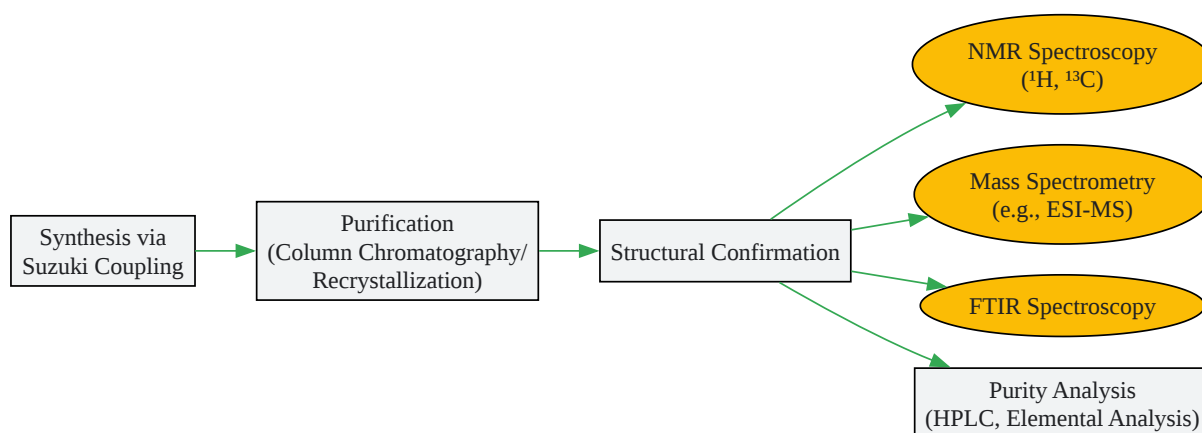 Synthesis via
Suzuki Coupling
Purification
(Column Chromatography/
Recrystallization)
Structural Confirmation
NMR Spectroscopy
(¹H, ¹³C)
Mass Spectrometry
(e.g., ESI-MS)
FTIR Spectroscopy
Purity Analysis
(HPLC, Elemental Analysis)